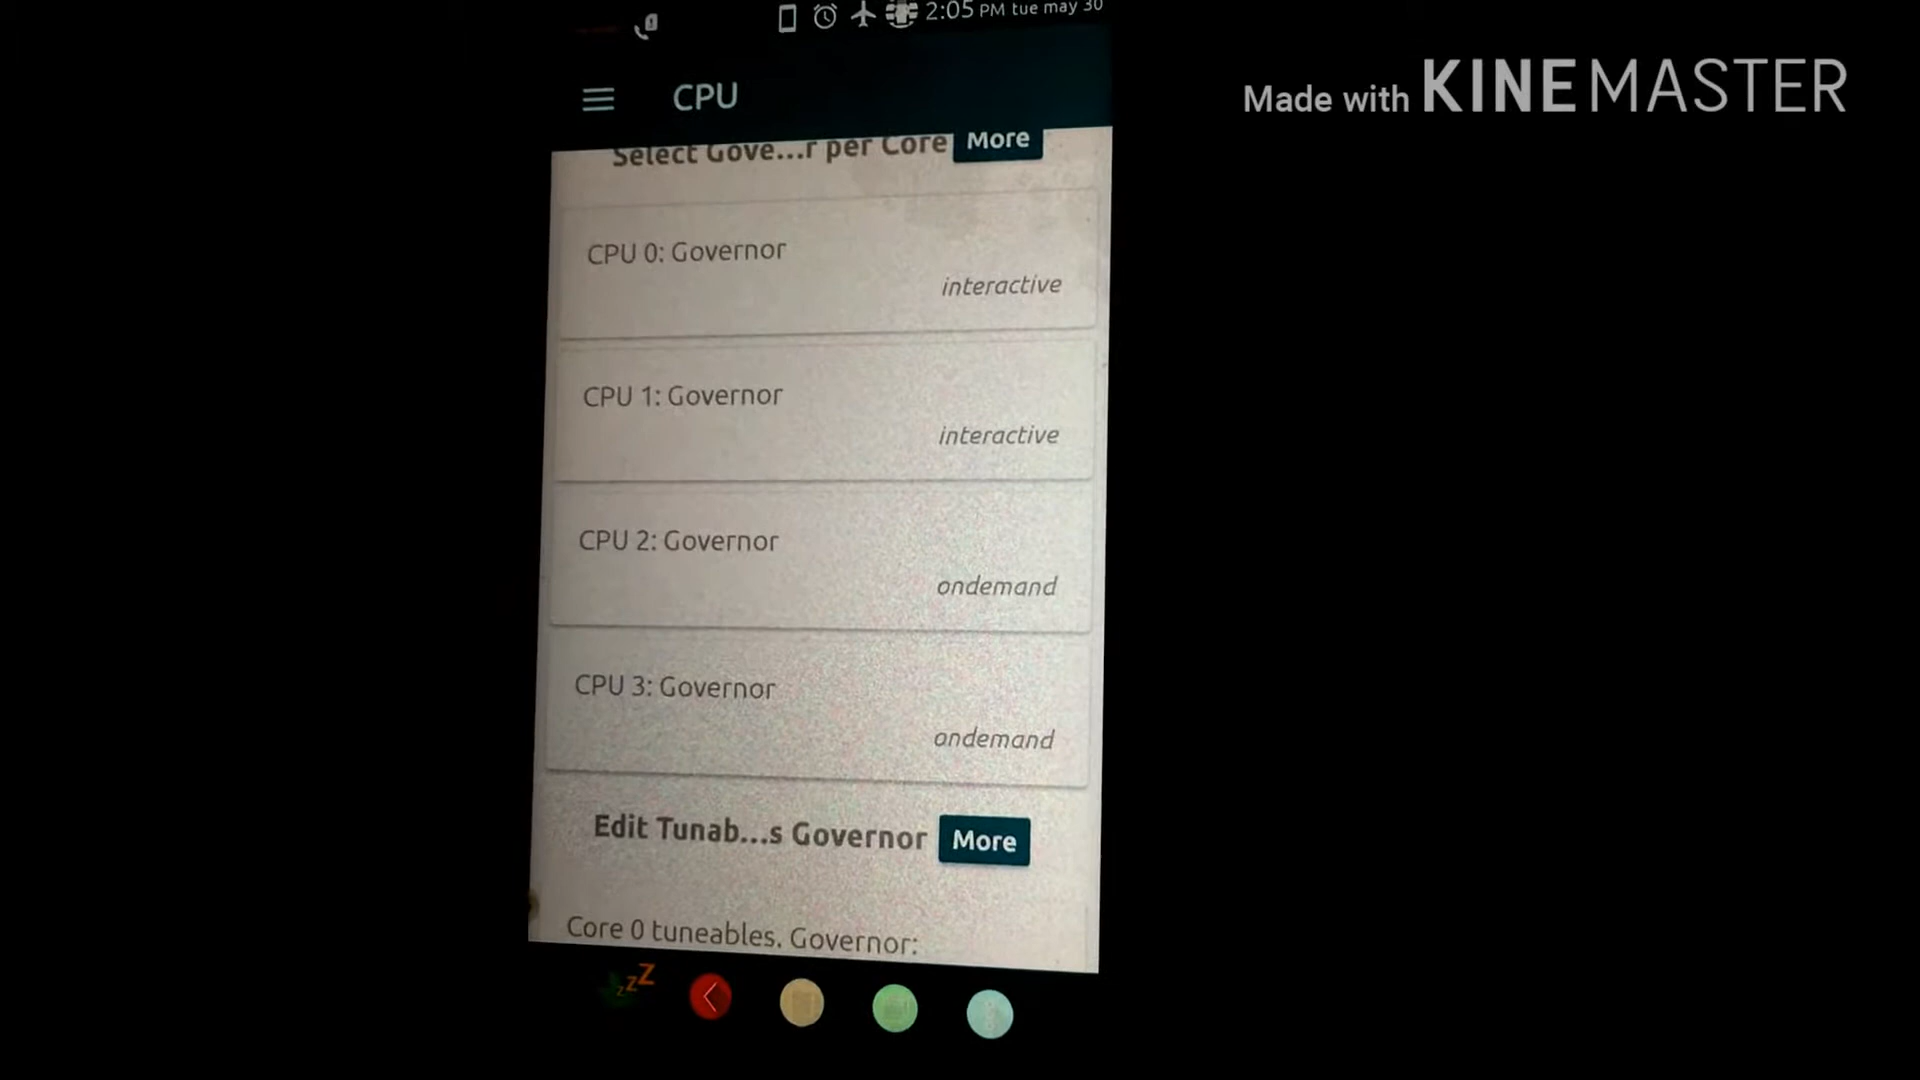 2:05 PM tue may 30
Made with KINEMASTER
CPU
Select Gove...r per Core More
CPU 0: Governor
interactive
CPU 1: Governor
interactive
CPU 2: Governor
ondemand
CPU 3: Governor
ondemand
Edit Tunab...s Governor More
Core 0 tuneables. Governor:
zzZ